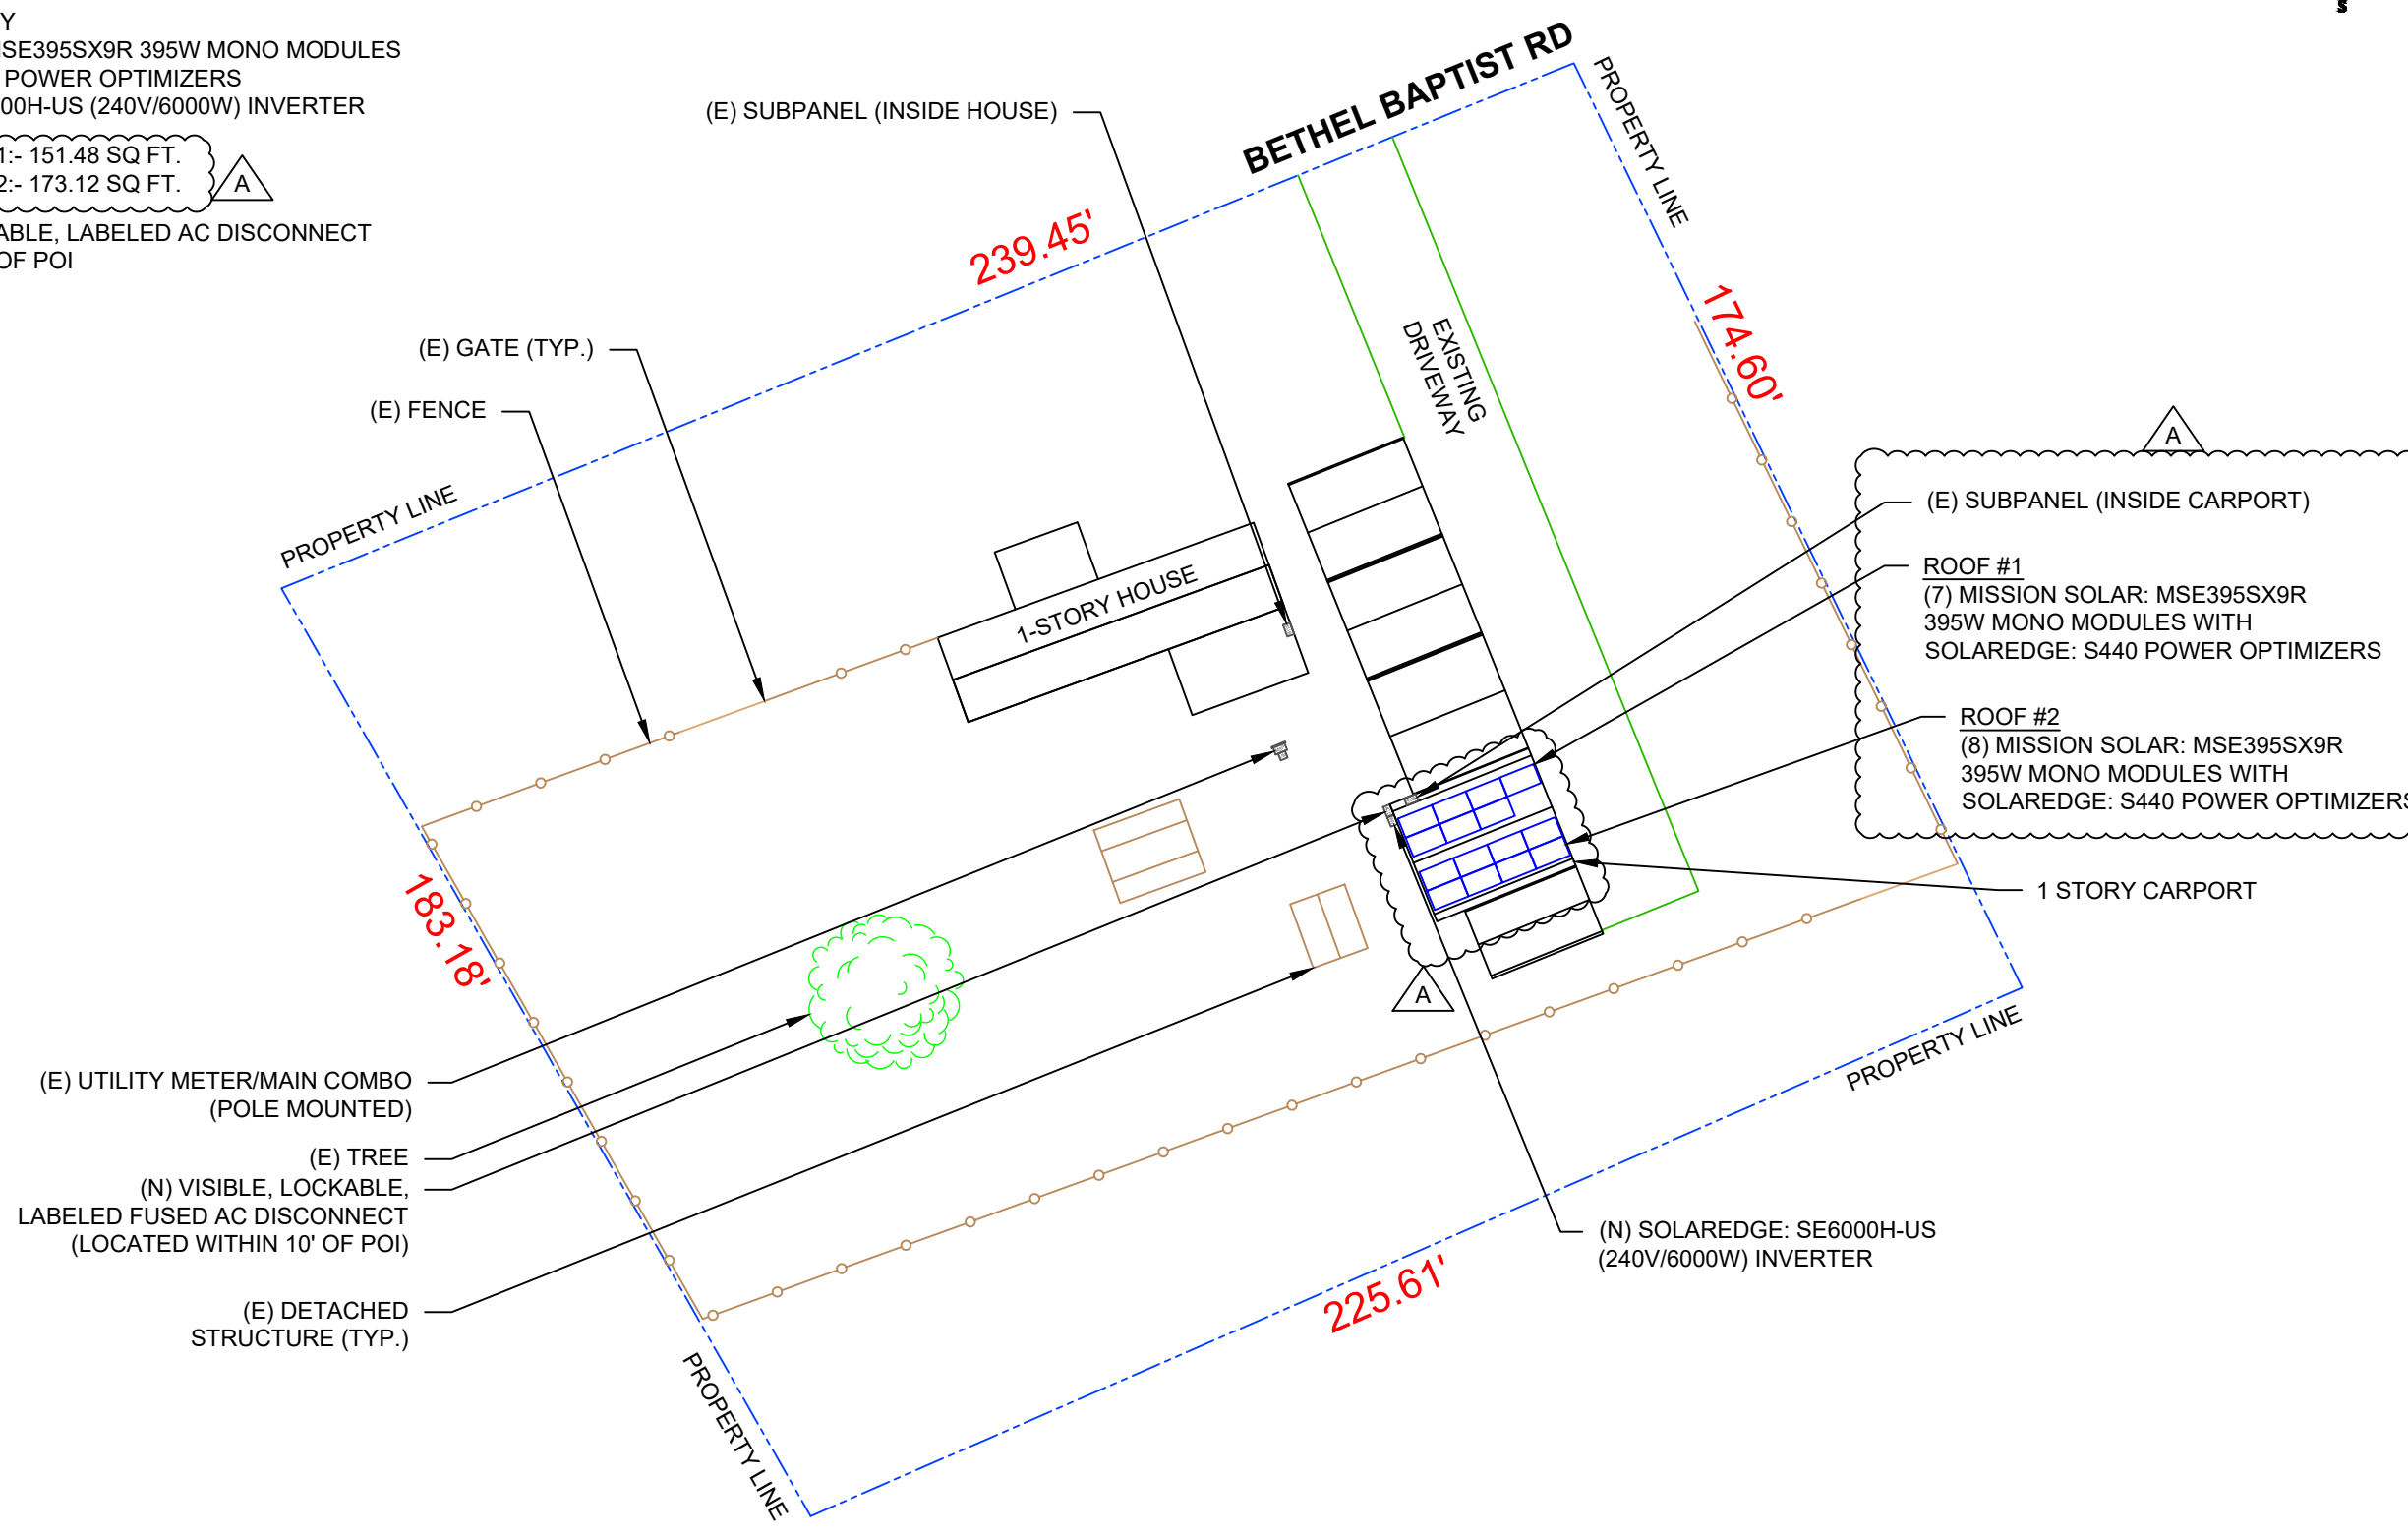 Y
MSE395SX9R 395W MONO MODULES
POWER OPTIMIZERS
00H-US (240V/6000W) INVERTER
1:- 151.48 SQ FT.
2:- 173.12 SQ FT.
A
ABLE, LABELED AC DISCONNECT
OF POI
(E) SUBPANEL (INSIDE HOUSE)
BETHEL BAPTIST RD
PROPERTY LINE
239.45'
174.60'
(E) GATE (TYP.)
(E) FENCE
PROPERTY LINE
EXISTING
DRIVEWAY
1-STORY HOUSE
A
(E) SUBPANEL (INSIDE CARPORT)
ROOF #1
(7) MISSION SOLAR: MSE395SX9R
395W MONO MODULES WITH
SOLAREDGE: S440 POWER OPTIMIZERS
ROOF #2
(8) MISSION SOLAR: MSE395SX9R
395W MONO MODULES WITH
SOLAREDGE: S440 POWER OPTIMIZERS
1 STORY CARPORT
183.18'
A
PROPERTY LINE
(E) UTILITY METER/MAIN COMBO
(POLE MOUNTED)
(E) TREE
(N) VISIBLE, LOCKABLE,
LABELED FUSED AC DISCONNECT
(LOCATED WITHIN 10' OF POI)
(E) DETACHED
STRUCTURE (TYP.)
(N) SOLAREDGE: SE6000H-US
(240V/6000W) INVERTER
225.61'
PROPERTY LINE